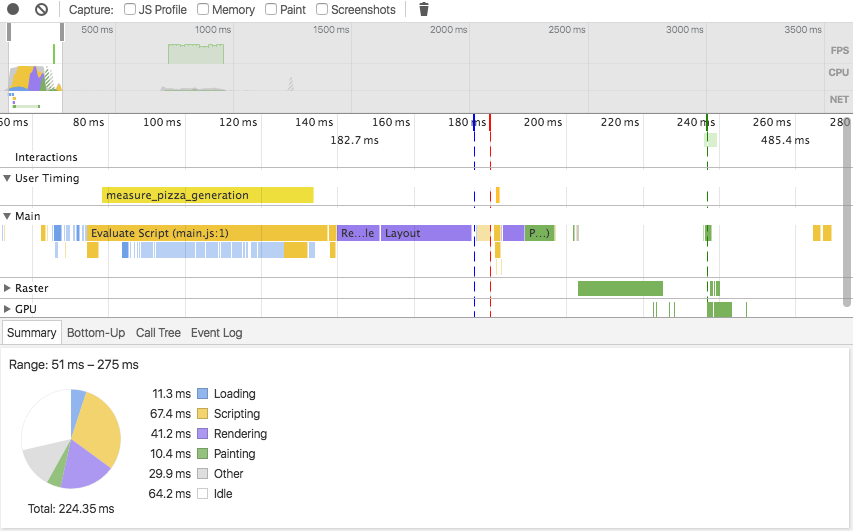 Capture: JS Profile Memory Paint Screenshots
500 ms 1000 ms 1500 ms 2000 ms 2500 ms 3000 ms 3500 ms
FPS
CPU
NET
60 ms 80 ms 100 ms 120 ms 140 ms 160 ms 180 ms 200 ms 220 ms 240 ms 260 ms 280
182.7 ms 485.4 ms
Interactions
User Timing
measure_pizza_generation
Main
Evaluate Script (main.js:1) Re...le Layout P...)
Raster
GPU
Summary Bottom-Up Call Tree Event Log
Range: 51 ms – 275 ms
11.3 ms Loading
67.4 ms Scripting
41.2 ms Rendering
10.4 ms Painting
29.9 ms Other
64.2 ms Idle
Total: 224.35 ms